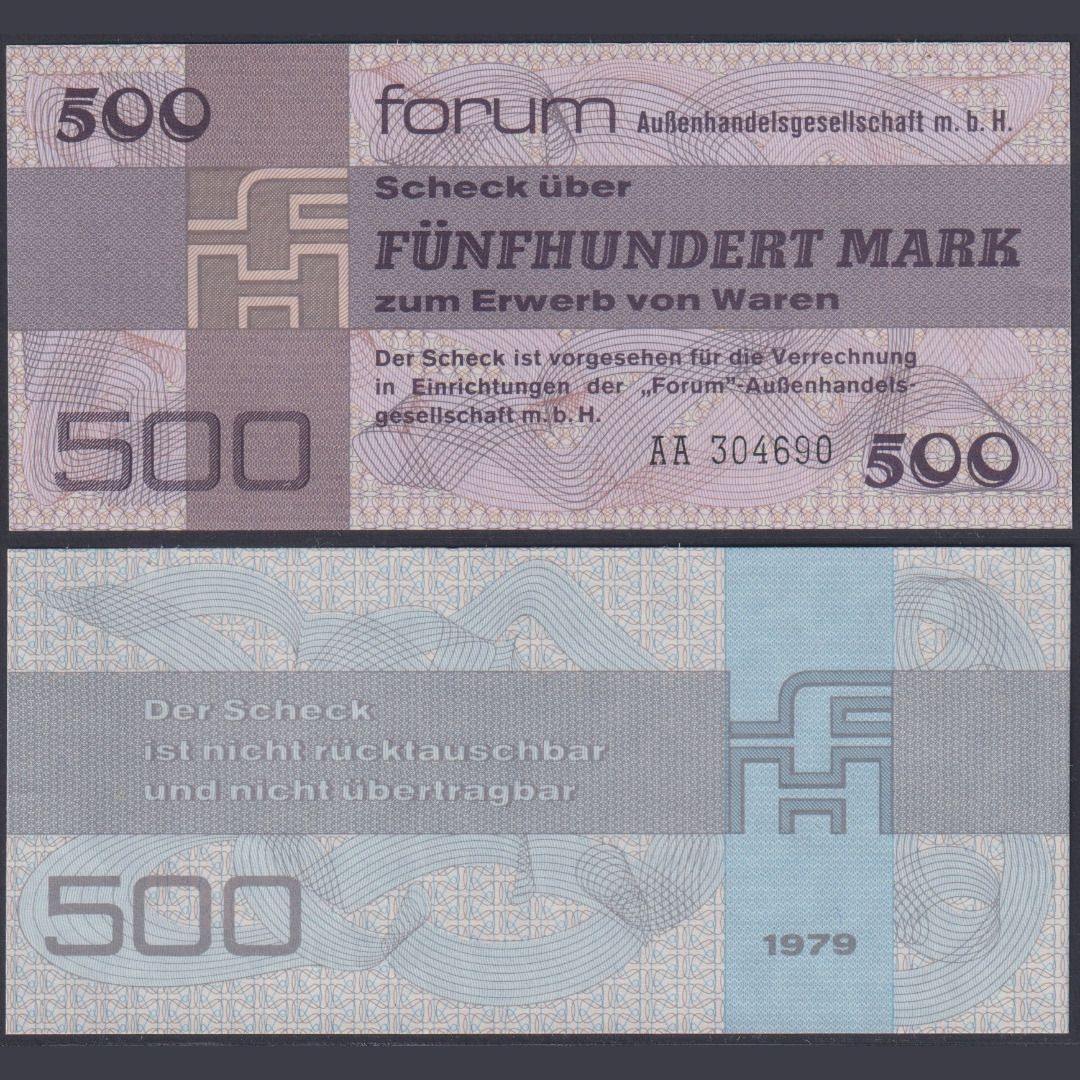 500
forum Außenhandelsgesellschaft m. b. H.
Scheck über
FÜNFHUNDERT MARK
zum Erwerb von Waren
Der Scheck ist vorgesehen für die Verrechnung
in Einrichtungen der „Forum”-Außenhandels-
gesellschaft m. b. H.
500
AA 304690
500
Der Scheck
ist nicht rücktauschbar
und nicht übertragbar
500
1979